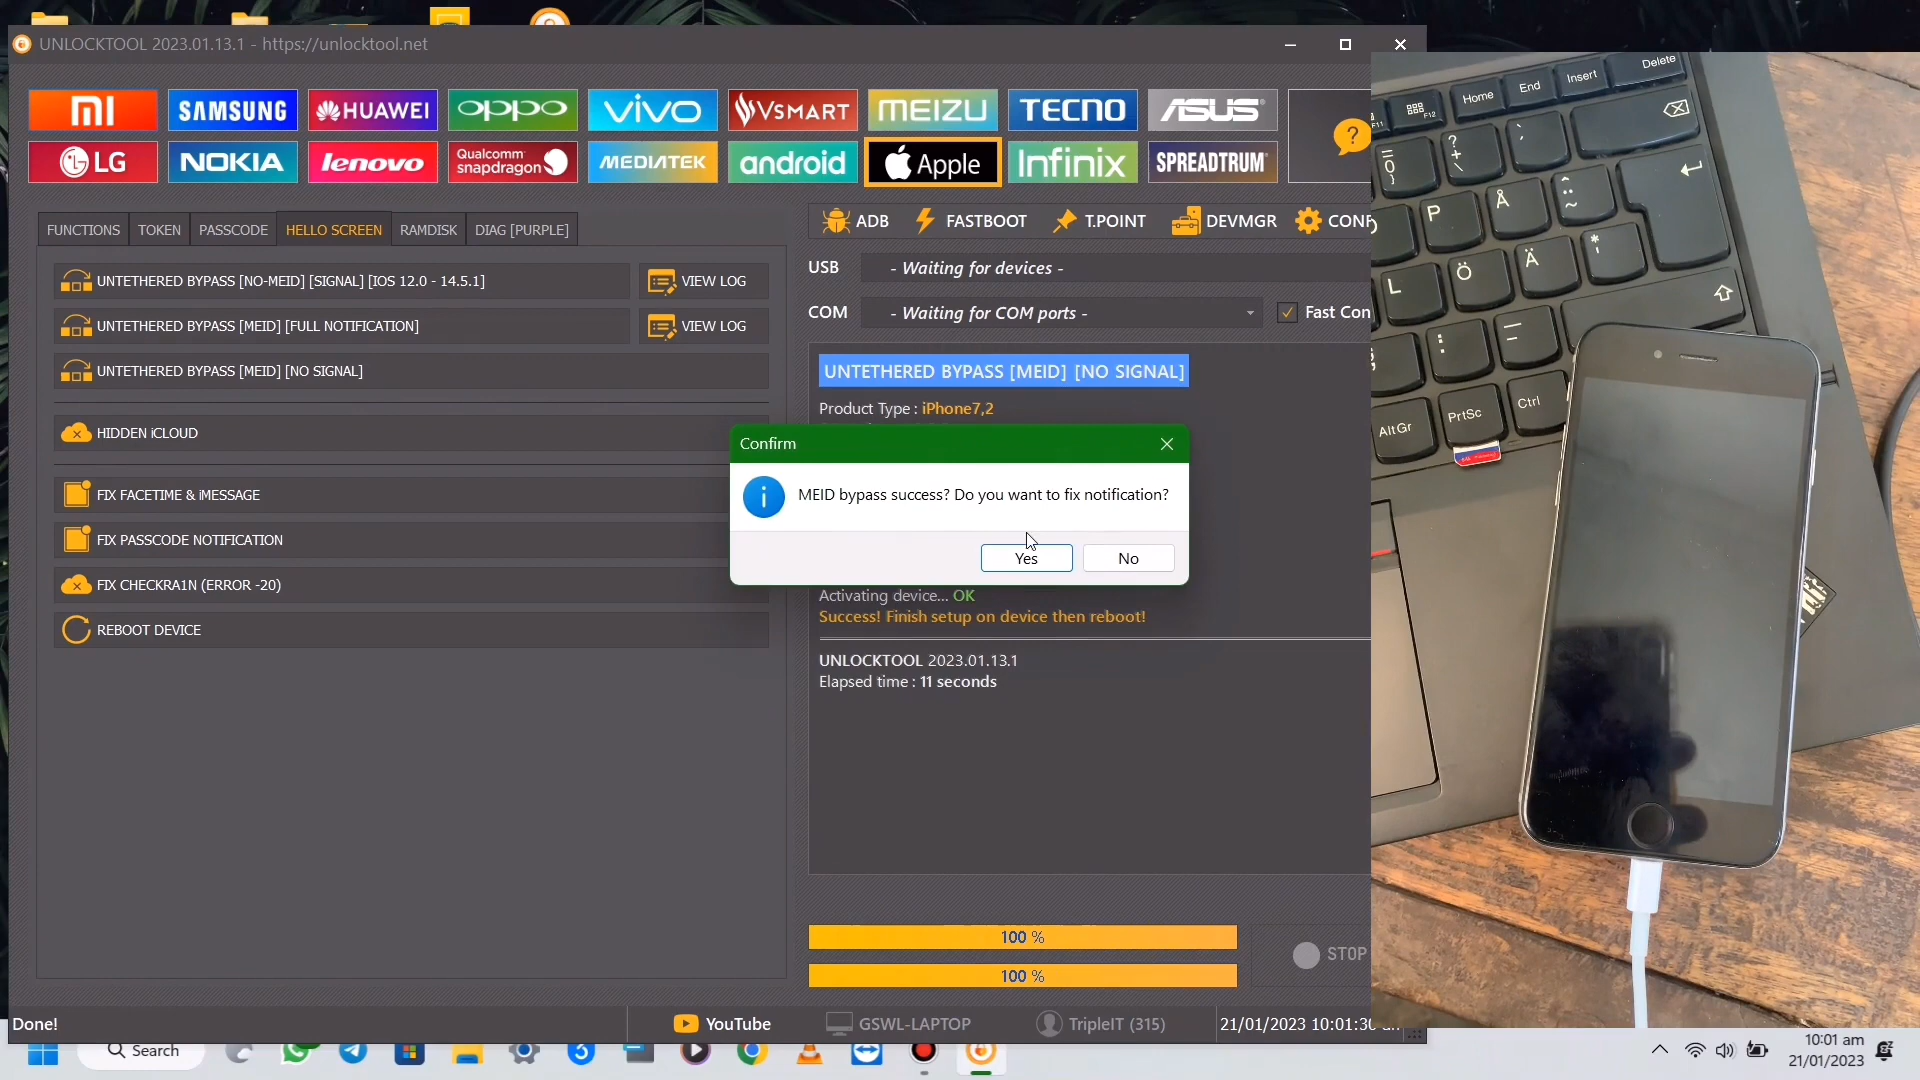 UNLOCKTOOL 2023.01.13.1 - https://unlocktool.net
mi SAMSUNG HUAWEI oppo vivo VSMART MEIZU TECNO ASUS
LG NOKIA lenovo Qualcomm snapdragon MEDIATEK android Apple Infinix SPREADTRUM
?
FUNCTIONS TOKEN PASSCODE HELLO SCREEN RAMDISK DIAG [PURPLE]
UNTETHERED BYPASS [NO-MEID] [SIGNAL] [IOS 12.0 - 14.5.1] VIEW LOG
UNTETHERED BYPASS [MEID] [FULL NOTIFICATION] VIEW LOG
UNTETHERED BYPASS [MEID] [NO SIGNAL]
HIDDEN iCLOUD
FIX FACETIME & iMESSAGE
FIX PASSCODE NOTIFICATION
FIX CHECKRA1N (ERROR -20)
REBOOT DEVICE
ADB FASTBOOT T.POINT DEVMGR CONF
USB - Waiting for devices -
COM - Waiting for COM ports - Fast Con
UNTETHERED BYPASS [MEID] [NO SIGNAL]
Product Type : iPhone7,2
Confirm
MEID bypass success? Do you want to fix notification?
Yes No
Activating device... OK
Success! Finish setup on device then reboot!
UNLOCKTOOL 2023.01.13.1
Elapsed time : 11 seconds
100 %
100 % STOP
Done! YouTube GSWL-LAPTOP TripleIT (315) 21/01/2023 10:01:30
Search
10:01 am
21/01/2023
Home End Insert Delete
F11 F12
= 0 } ? + \ `
P Å ^ ~
L Ö Ä ' *
; : _ -
AltGr PrtSc Ctrl